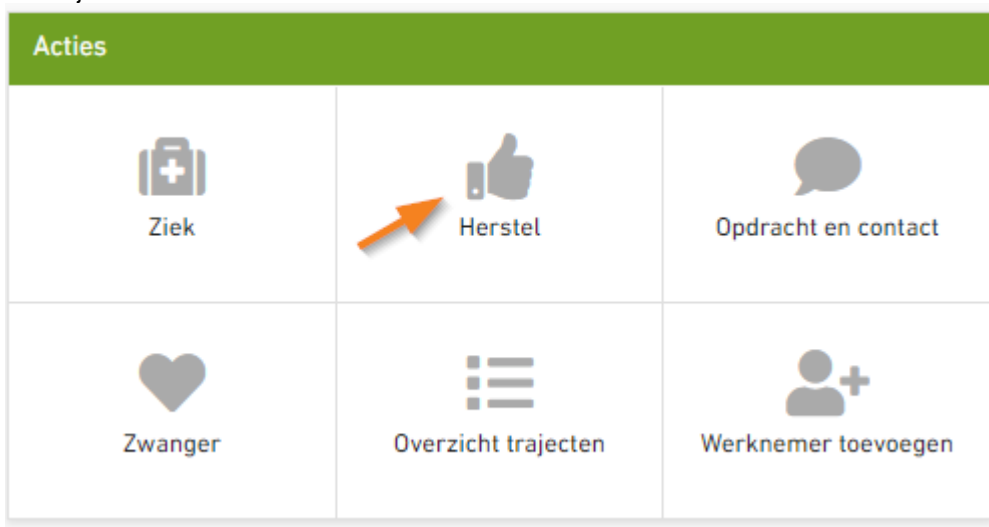 Acties
Ziek
Herstel
Opdracht en contact
Zwanger
Overzicht trajecten
Werknemer toevoegen